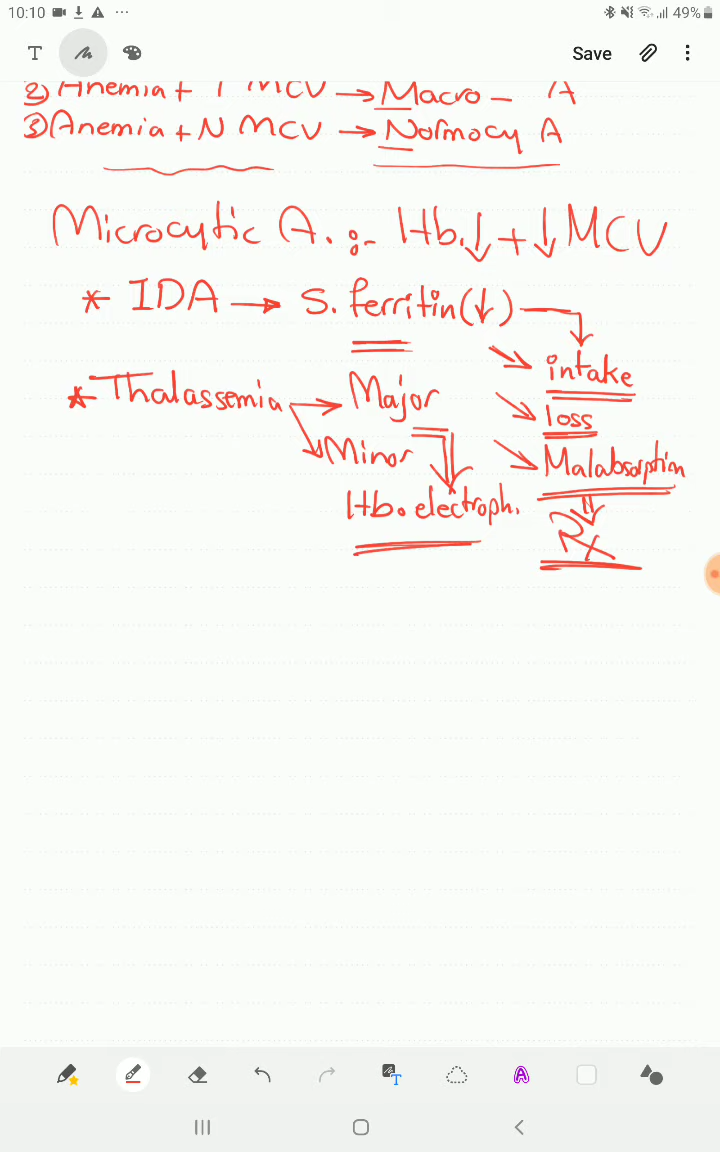 10:10 49%
T Save
2) Anemia + ↑ MCV → Macro - A
3) Anemia + N MCV → Normocy A
Microcytic A. :- Hb.↓ + ↓ MCV
* IDA → S. ferritin (↓) →
→ intake
→ loss
→ Malabsorption
⇒ Rx
* Thalassemia → Major
→ Minor
Hb. electroph.